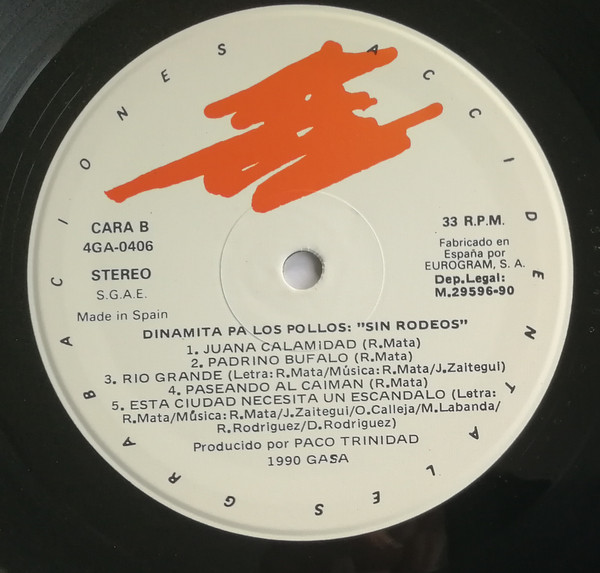 GRABACIONES ACCIDENTALES
CARA B
4GA-0406
STEREO
S.G.A.E.
Made in Spain
33 R.P.M.
Fabricado en
España por
EUROGRAM, S. A.
Dep. Legal:
M.29596-90
DINAMITA PA LOS POLLOS: "SIN RODEOS"
1. JUANA CALAMIDAD (R.Mata)
2. PADRINO BUFALO (R.Mata)
3. RIO GRANDE (Letra: R.Mata/Música: R.Mata/J.Zaitegui)
4. PASEANDO AL CAIMAN (R.Mata)
5. ESTA CIUDAD NECESITA UN ESCANDALO (Letra:
R.Mata/Música: R.Mata/J.Zaitegui/O.Calleja/M.Labanda/
R.Rodriguez/D.Rodriguez)
Producido por PACO TRINIDAD
1990 GASA